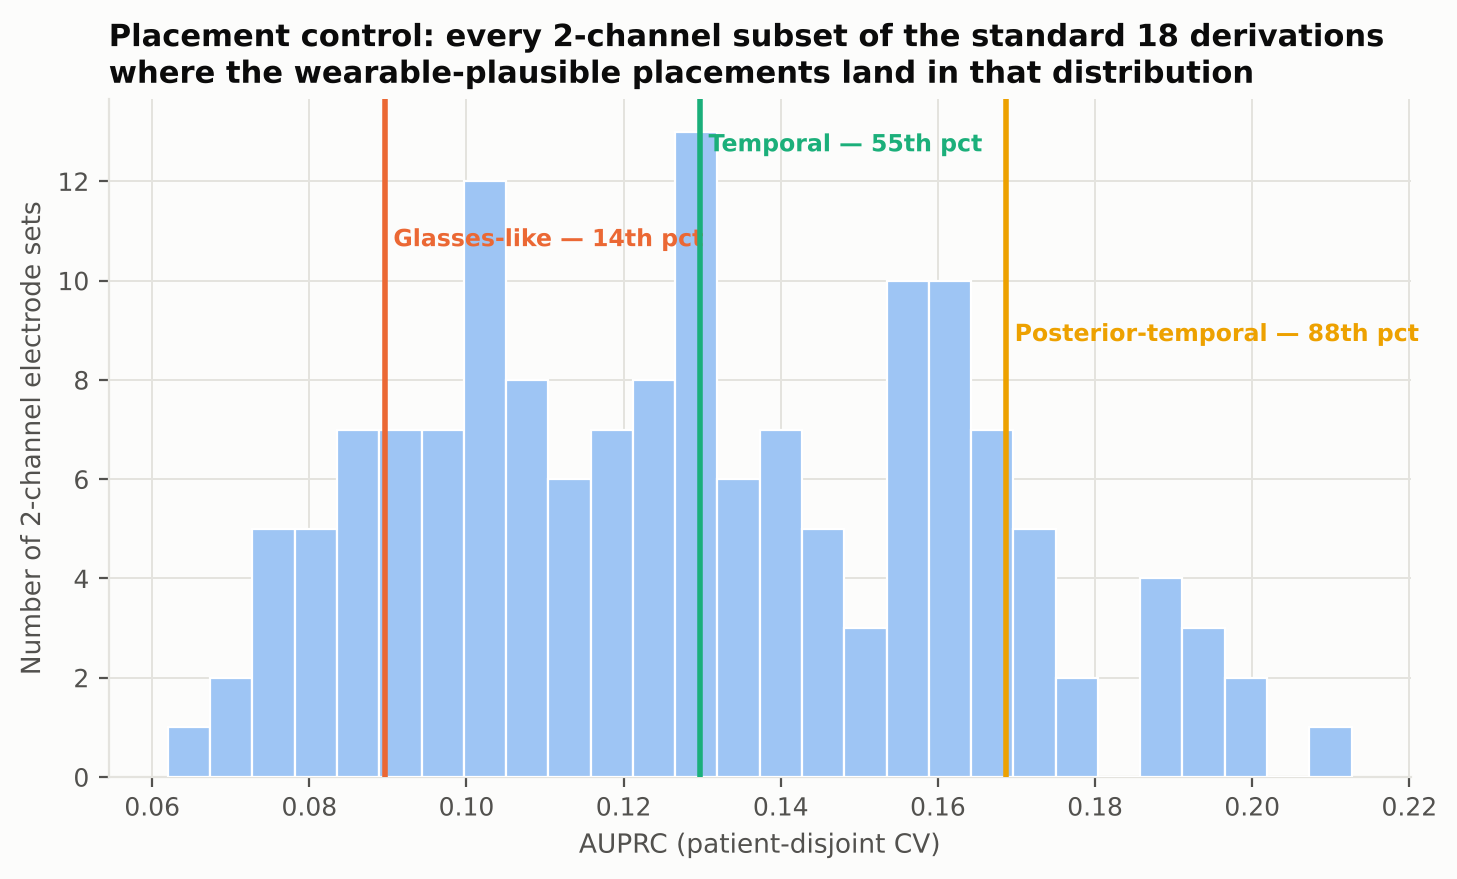 Placement control: every 2-channel subset of the standard 18 derivations
where the wearable-plausible placements land in that distribution
Temporal — 55th pct
Glasses-like — 14th pct
Posterior-temporal — 88th pct
Number of 2-channel electrode sets
12
10
8
6
4
2
0
0.06 0.08 0.10 0.12 0.14 0.16 0.18 0.20 0.22
AUPRC (patient-disjoint CV)